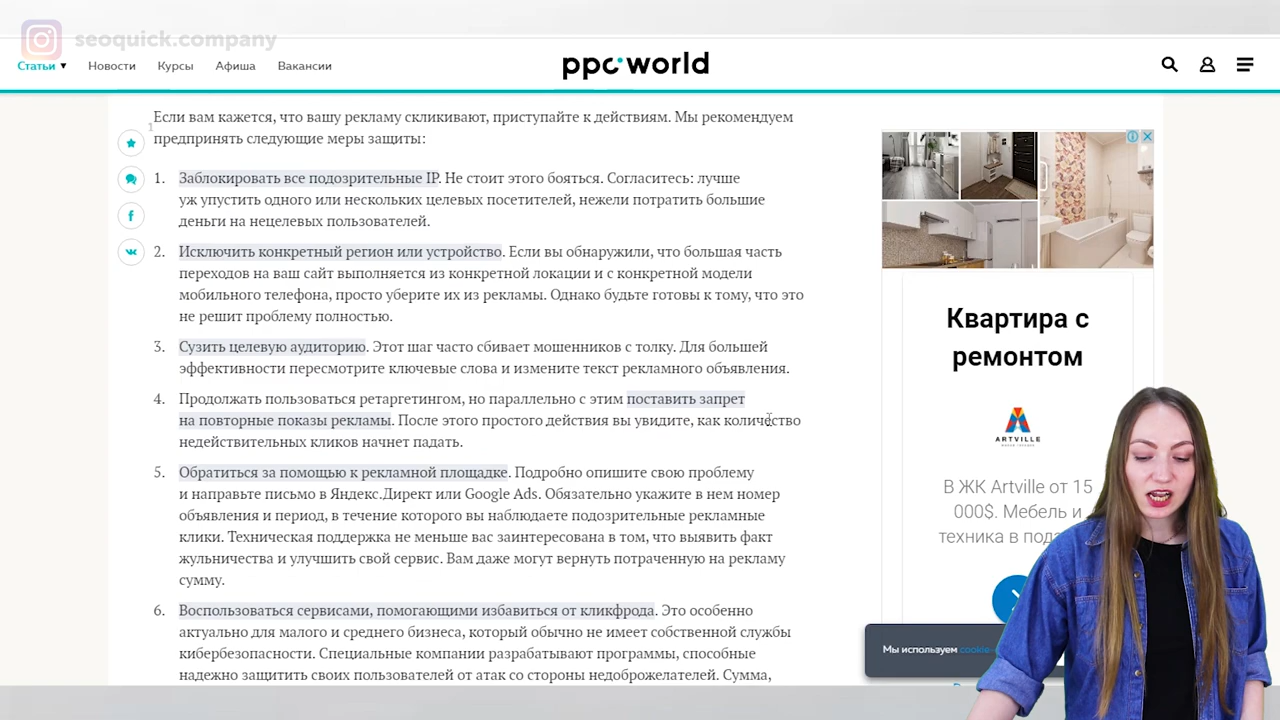 seoquick.company
Статьи ▾ Новости Курсы Афиша Вакансии
ppc world
1
Если вам кажется, что вашу рекламу скликивают, приступайте к действиям. Мы рекомендуем
предпринять следующие меры защиты:
1. Заблокировать все подозрительные IP. Не стоит этого бояться. Согласитесь: лучше
уж упустить одного или нескольких целевых посетителей, нежели потратить большие
деньги на нецелевых пользователей.
2. Исключить конкретный регион или устройство. Если вы обнаружили, что большая часть
переходов на ваш сайт выполняется из конкретной локации и с конкретной модели
мобильного телефона, просто уберите их из рекламы. Однако будьте готовы к тому, что это
не решит проблему полностью.
3. Сузить целевую аудиторию. Этот шаг часто сбивает мошенников с толку. Для большей
эффективности пересмотрите ключевые слова и измените текст рекламного объявления.
4. Продолжать пользоваться ретаргетингом, но параллельно с этим поставить запрет
на повторные показы рекламы. После этого простого действия вы увидите, как количество
недействительных кликов начнет падать.
5. Обратиться за помощью к рекламной площадке. Подробно опишите свою проблему
и направьте письмо в Яндекс.Директ или Google Ads. Обязательно укажите в нем номер
объявления и период, в течение которого вы наблюдаете подозрительные рекламные
клики. Техническая поддержка не меньше вас заинтересована в том, что выявить факт
жульничества и улучшить свой сервис. Вам даже могут вернуть потраченную на рекламу
сумму.
6. Воспользоваться сервисами, помогающими избавиться от кликфрода. Это особенно
актуально для малого и среднего бизнеса, который обычно не имеет собственной службы
кибербезопасности. Специальные компании разрабатывают программы, способные
надежно защитить своих пользователей от атак со стороны недоброжелателей. Сумма,
Квартира с
ремонтом
ARTVILLE
В ЖК Artville от 15
000$. Мебель и
техника в
Мы используем cookie-